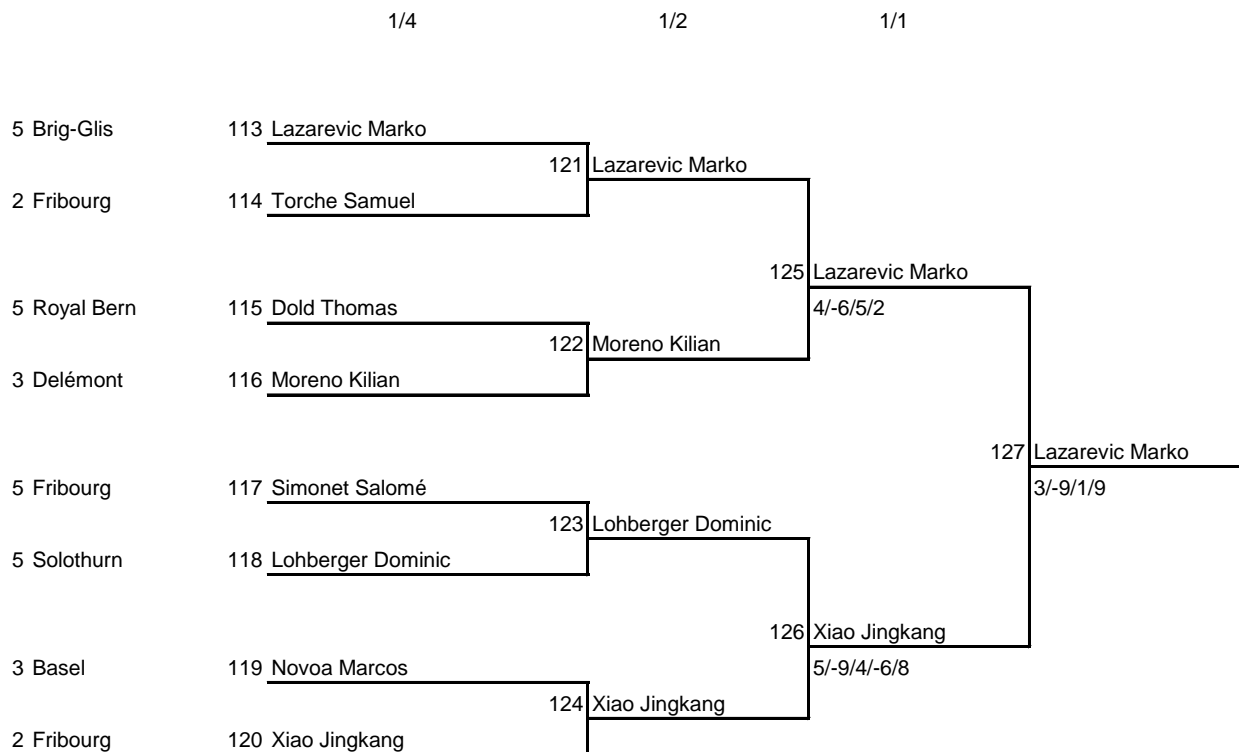 1/4 1/2 1/1
5 Brig-Glis 113 Lazarevic Marko
121 Lazarevic Marko
2 Fribourg 114 Torche Samuel
125 Lazarevic Marko
5 Royal Bern 115 Dold Thomas 4/-6/5/2
122 Moreno Kilian
3 Delémont 116 Moreno Kilian
127 Lazarevic Marko
5 Fribourg 117 Simonet Salomé 3/-9/1/9
123 Lohberger Dominic
5 Solothurn 118 Lohberger Dominic
126 Xiao Jingkang
3 Basel 119 Novoa Marcos 5/-9/4/-6/8
124 Xiao Jingkang
2 Fribourg 120 Xiao Jingkang